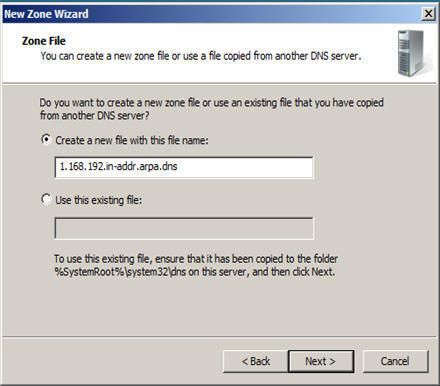 New Zone Wizard
Zone File
You can create a new zone file or use a file copied from another DNS server.
Do you want to create a new zone file or use an existing file that you have copied
from another DNS server?
Create a new file with this file name:
1.168.192.in-addr.arpa.dns
Use this existing file:
To use this existing file, ensure that it has been copied to the folder
%SystemRoot%\system32\dns on this server, and then click Next.
< Back
Next >
Cancel